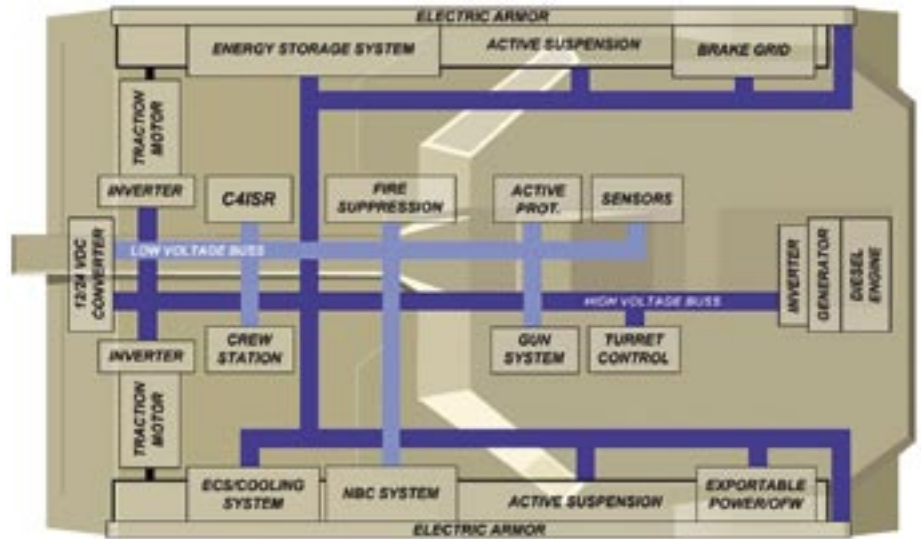 ELECTRIC ARMOR
ENERGY STORAGE SYSTEM
ACTIVE SUSPENSION
BRAKE GRID
TRACTION
MOTOR
INVERTER
C4ISR
FIRE
SUPPRESSION
ACTIVE
PROT.
SENSORS
12/24 VDC
CONVERTER
LOW VOLTAGE BUSS
HIGH VOLTAGE BUSS
INVERTER
GENERATOR
DIESEL
ENGINE
INVERTER
CREW
STATION
GUN
SYSTEM
TURRET
CONTROL
TRACTION
MOTOR
ECS/COOLING
SYSTEM
NBC SYSTEM
ACTIVE SUSPENSION
EXPORTABLE
POWER/OFW
ELECTRIC ARMOR